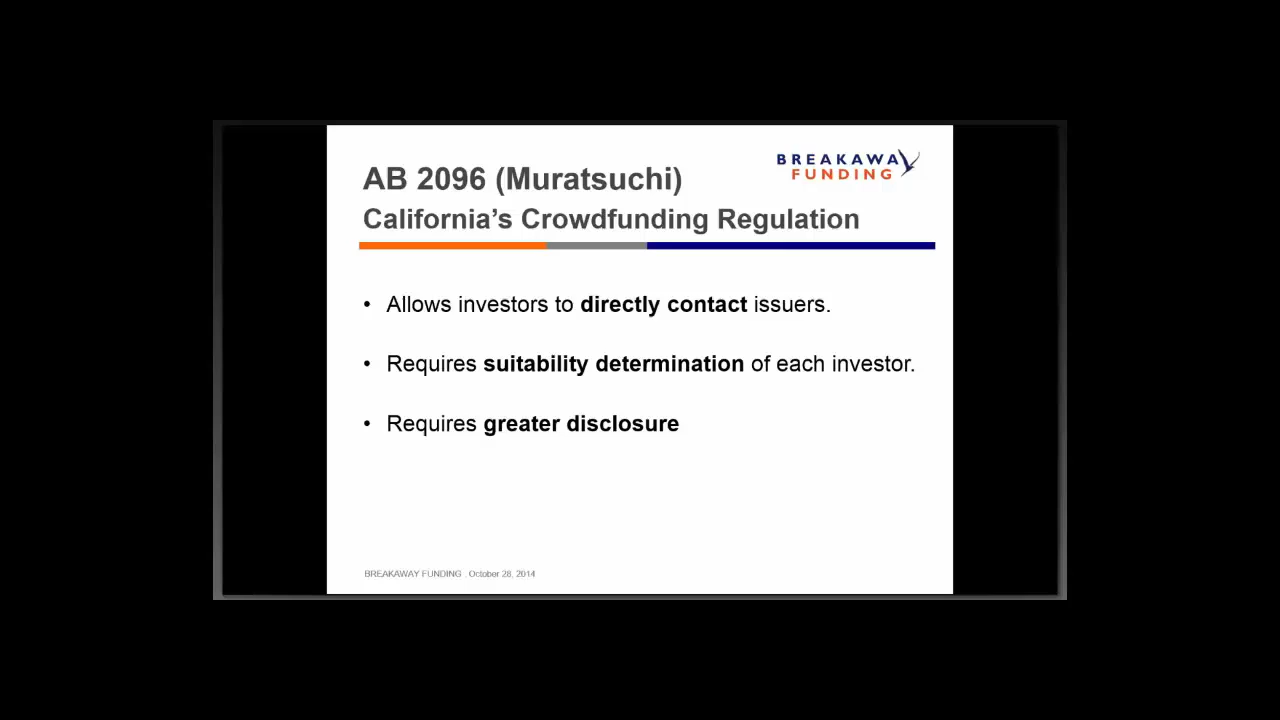 BREAKAWAY
FUNDING
AB 2096 (Muratsuchi)
California’s Crowdfunding Regulation
• Allows investors to directly contact issuers.
• Requires suitability determination of each investor.
• Requires greater disclosure
BREAKAWAY FUNDING . October 28, 2014